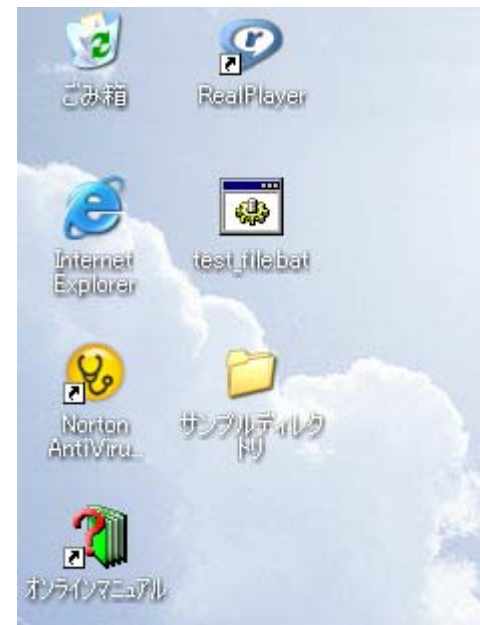 ごみ箱
RealPlayer
Internet
Explorer
test_file.bat
Norton
AntiViru...
サンプルディレク
トリ
オンラインマニュアル